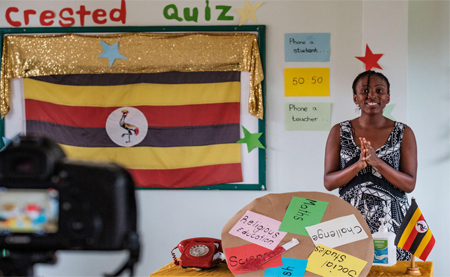 Crested Quiz
Phone a
student...
50 50
Phone a
teacher...
Maths
Religious
Education
Challenge
Social
Studies
Science